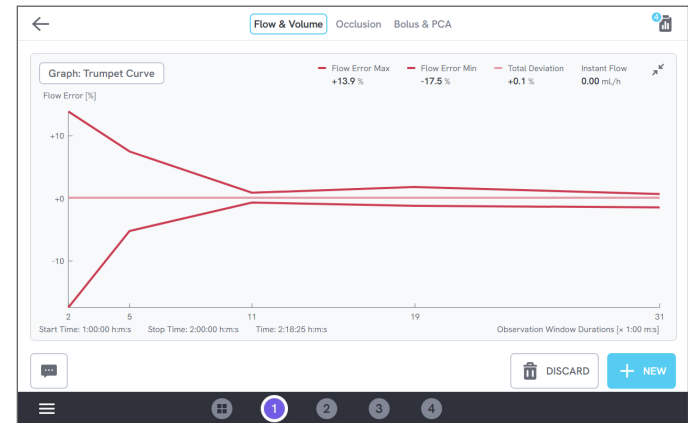 Flow & Volume Occlusion Bolus & PCA
4
Graph: Trumpet Curve
Flow Error Max Flow Error Min Total Deviation Instant Flow
+13.9 % -17.5 % +0.1 % 0.00 mL/h
Flow Error [%]
+10
+0
-10
2 5 11 19 31
Start Time: 1:00:00 h:m:s Stop Time: 2:00:00 h:m:s Time: 2:18:25 h:m:s Observation Window Durations [× 1:00 m:s]
DISCARD + NEW
1 2 3 4